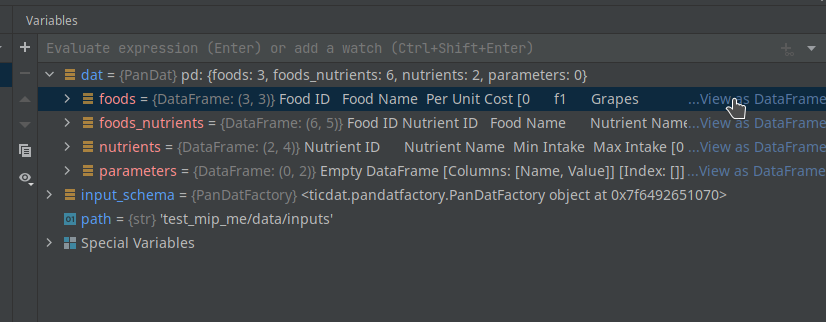 Variables
Evaluate expression (Enter) or add a watch (Ctrl+Shift+Enter)
dat = {PanDat} pd: {foods: 3, foods_nutrients: 6, nutrients: 2, parameters: 0}
foods = {DataFrame: (3, 3)} Food ID Food Name Per Unit Cost [0 f1 Grapes ...View as DataFrame
foods_nutrients = {DataFrame: (6, 5)} Food ID Nutrient ID Food Name Nutrient Name ...View as DataFrame
nutrients = {DataFrame: (2, 4)} Nutrient ID Nutrient Name Min Intake Max Intake [0 ...View as DataFrame
parameters = {DataFrame: (0, 2)} Empty DataFrame [Columns: [Name, Value]] [Index: []] ...View as DataFrame
input_schema = {PanDatFactory} <ticdat.pandatfactory.PanDatFactory object at 0x7f6492651070>
path = {str} 'test_mip_me/data/inputs'
Special Variables